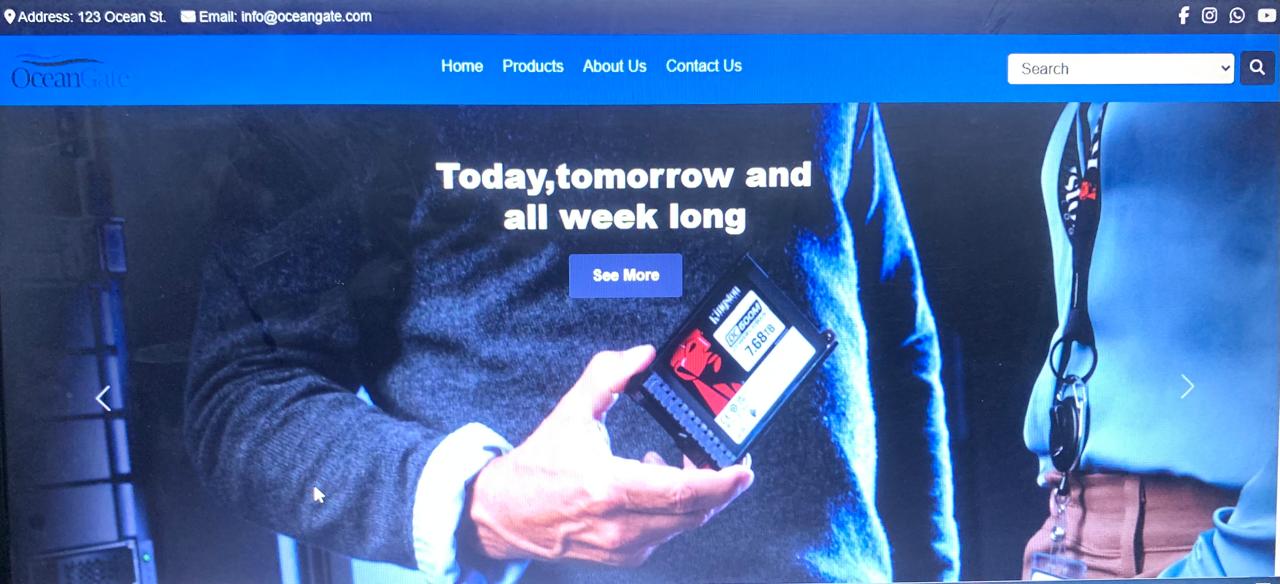 Address: 123 Ocean St. Email: info@oceangate.com
OceanGate
Home Products About Us Contact Us
Search
Today,tomorrow and
all week long
See More
Kingston
7.68TB